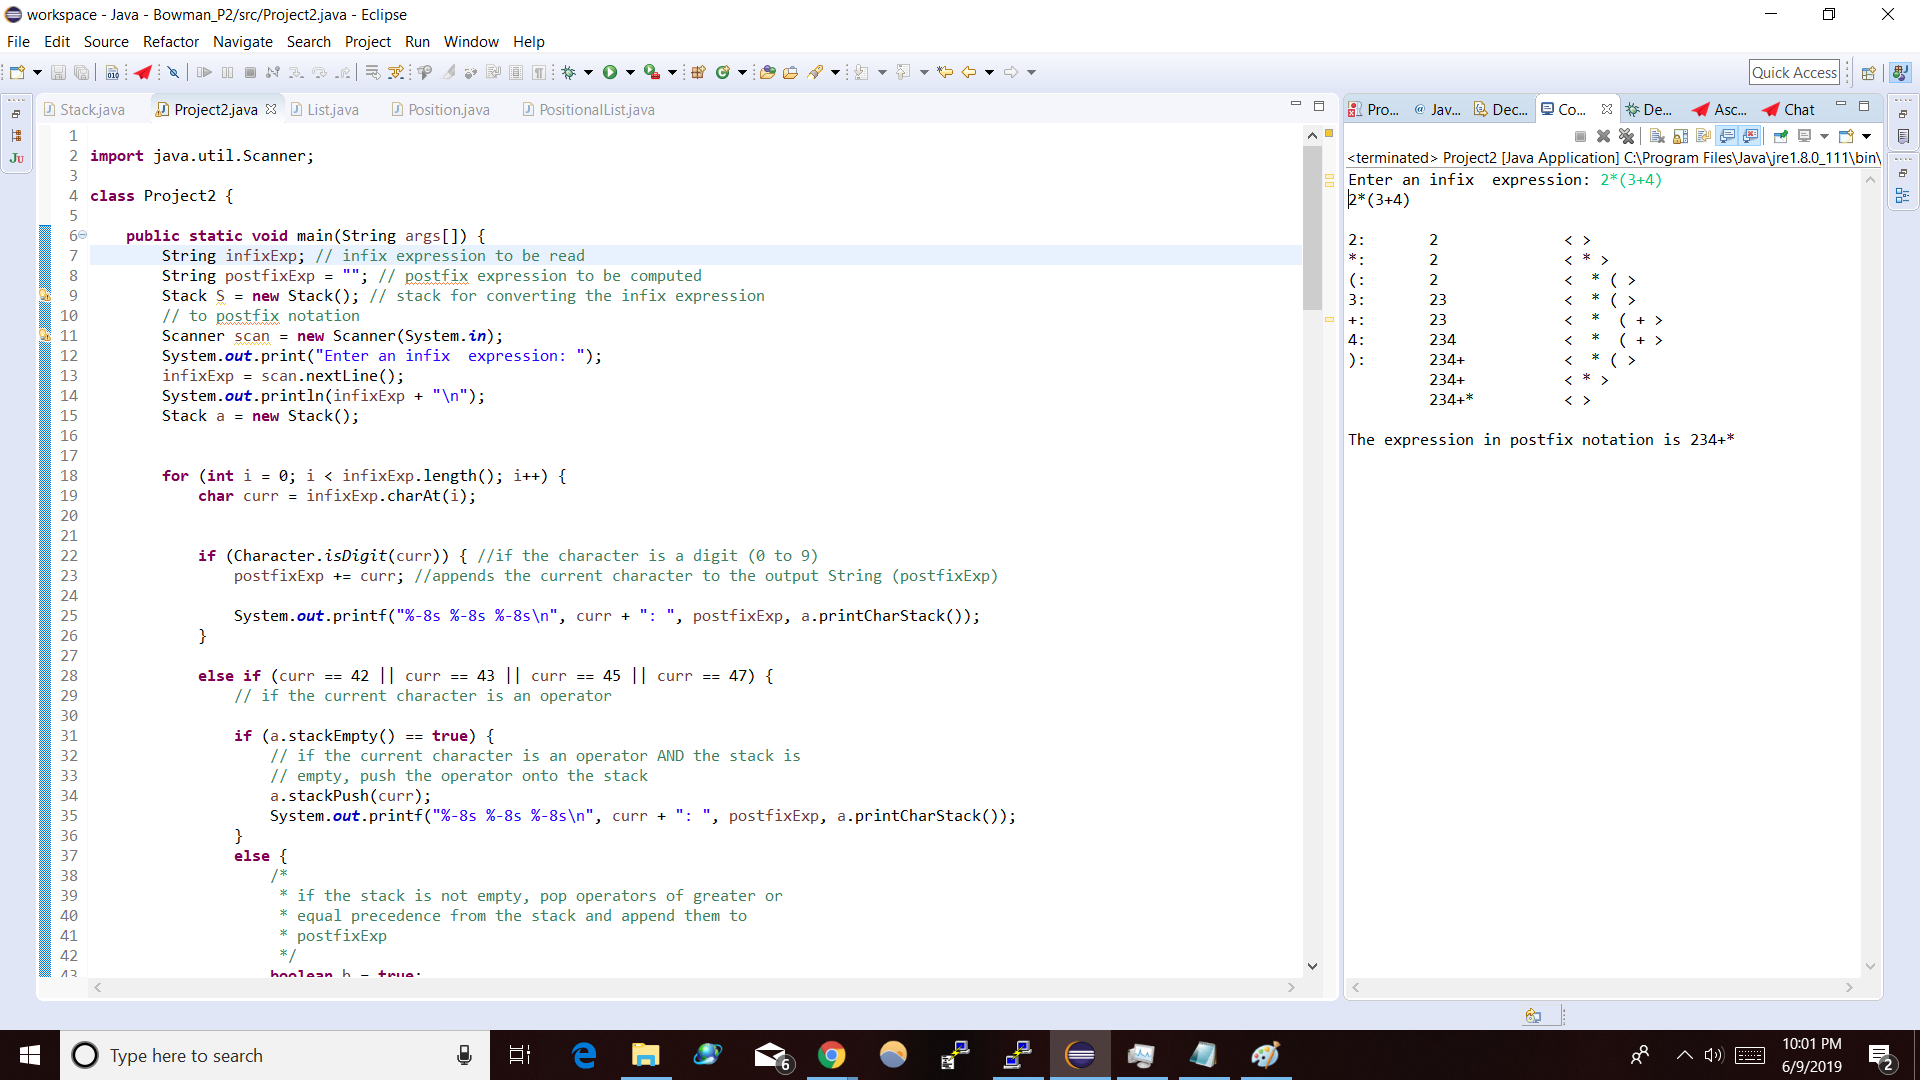 workspace - Java - Bowman_P2/src/Project2.java - Eclipse
File Edit Source Refactor Navigate Search Project Run Window Help
Quick Access
Stack.java Project2.java List.java Position.java PositionalList.java
1
2 import java.util.Scanner;
3
4 class Project2 {
5
6 public static void main(String args[]) {
7 String infixExp; // infix expression to be read
8 String postfixExp = ""; // postfix expression to be computed
9 Stack S = new Stack(); // stack for converting the infix expression
10 // to postfix notation
11 Scanner scan = new Scanner(System.in);
12 System.out.print("Enter an infix  expression: ");
13 infixExp = scan.nextLine();
14 System.out.println(infixExp + "\n");
15 Stack a = new Stack();
16
17
18 for (int i = 0; i < infixExp.length(); i++) {
19 char curr = infixExp.charAt(i);
20
21
22 if (Character.isDigit(curr)) { //if the character is a digit (0 to 9)
23 postfixExp += curr; //appends the current character to the output String (postfixExp)
24
25 System.out.printf("%-8s %-8s %-8s\n", curr + ": ", postfixExp, a.printCharStack());
26 }
27
28 else if (curr == 42 || curr == 43 || curr == 45 || curr == 47) {
29 // if the current character is an operator
30
31 if (a.stackEmpty() == true) {
32 // if the current character is an operator AND the stack is
33 // empty, push the operator onto the stack
34 a.stackPush(curr);
35 System.out.printf("%-8s %-8s %-8s\n", curr + ": ", postfixExp, a.printCharStack());
36 }
37 else {
38 /*
39 * if the stack is not empty, pop operators of greater or
40 * equal precedence from the stack and append them to
41 * postfixExp
42 */
43 boolean b = true;
Pro... Jav... Dec... Co... De... Asc... Chat
<terminated> Project2 [Java Application] C:\Program Files\Java\jre1.8.0_111\bin\
Enter an infix  expression: 2*(3+4)
2*(3+4)
2: 2 < >
*: 2 < * >
(: 2 <  * ( >
3: 23 <  * ( >
+: 23 <  *  ( + >
4: 234 <  *  ( + >
): 234+ <  * ( >
234+ < * >
234+* < >
The expression in postfix notation is 234+*
Type here to search
6
10:01 PM
6/9/2019
2